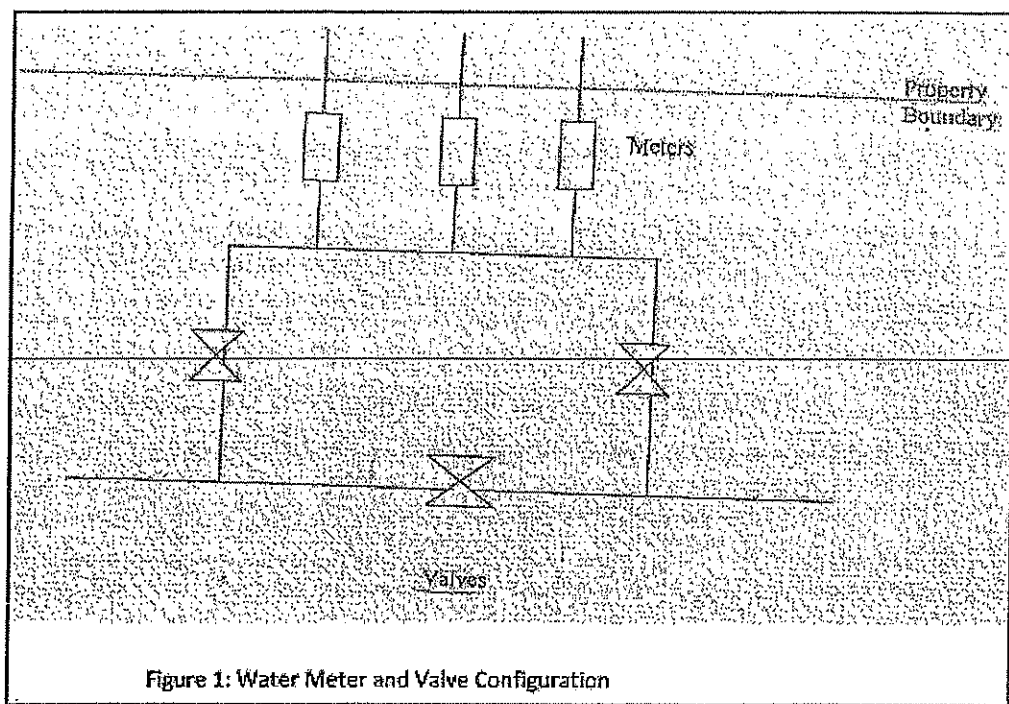 Property
Boundary
Meters
Valves
Figure 1: Water Meter and Valve Configuration